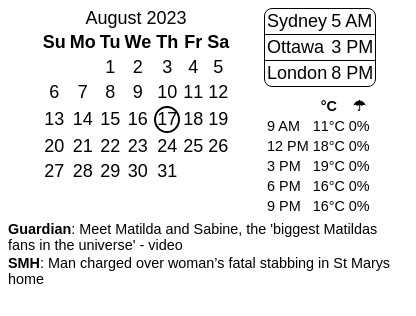 August 2023
Su Mo Tu We Th Fr Sa
1 2 3 4 5
6 7 8 9 10 11 12
13 14 15 16 17 18 19
20 21 22 23 24 25 26
27 28 29 30 31
Sydney 5 AM
Ottawa 3 PM
London 8 PM
°C ☂
9 AM 11°C 0%
12 PM 18°C 0%
3 PM 19°C 0%
6 PM 16°C 0%
9 PM 16°C 0%
Guardian: Meet Matilda and Sabine, the 'biggest Matildas
fans in the universe' - video
SMH: Man charged over woman’s fatal stabbing in St Marys
home